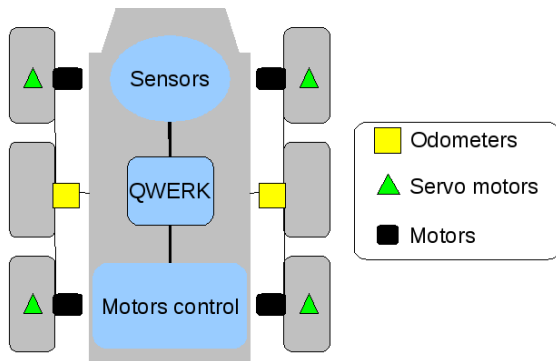 Sensors
QWERK
Motors control
Odometers
Servo motors
Motors